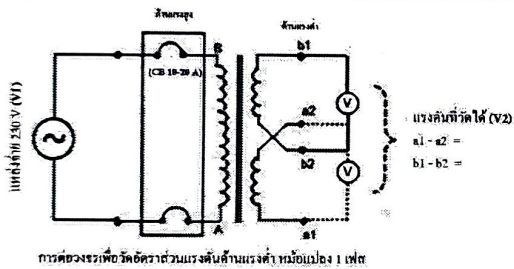 ด้านแรงสูง
ด้านแรงต่ำ
แหล่งจ่าย 230 V (V1)
(CB 10-20 A)
B
A
b1
a2
b2
a1
V
V
แรงดันที่วัดได้ (V2)
a1 - a2 =
b1 - b2 =
การต่อวงจรเพื่อวัดอัตราส่วนแรงดันด้านแรงต่ำ หม้อแปลง 1 เฟส